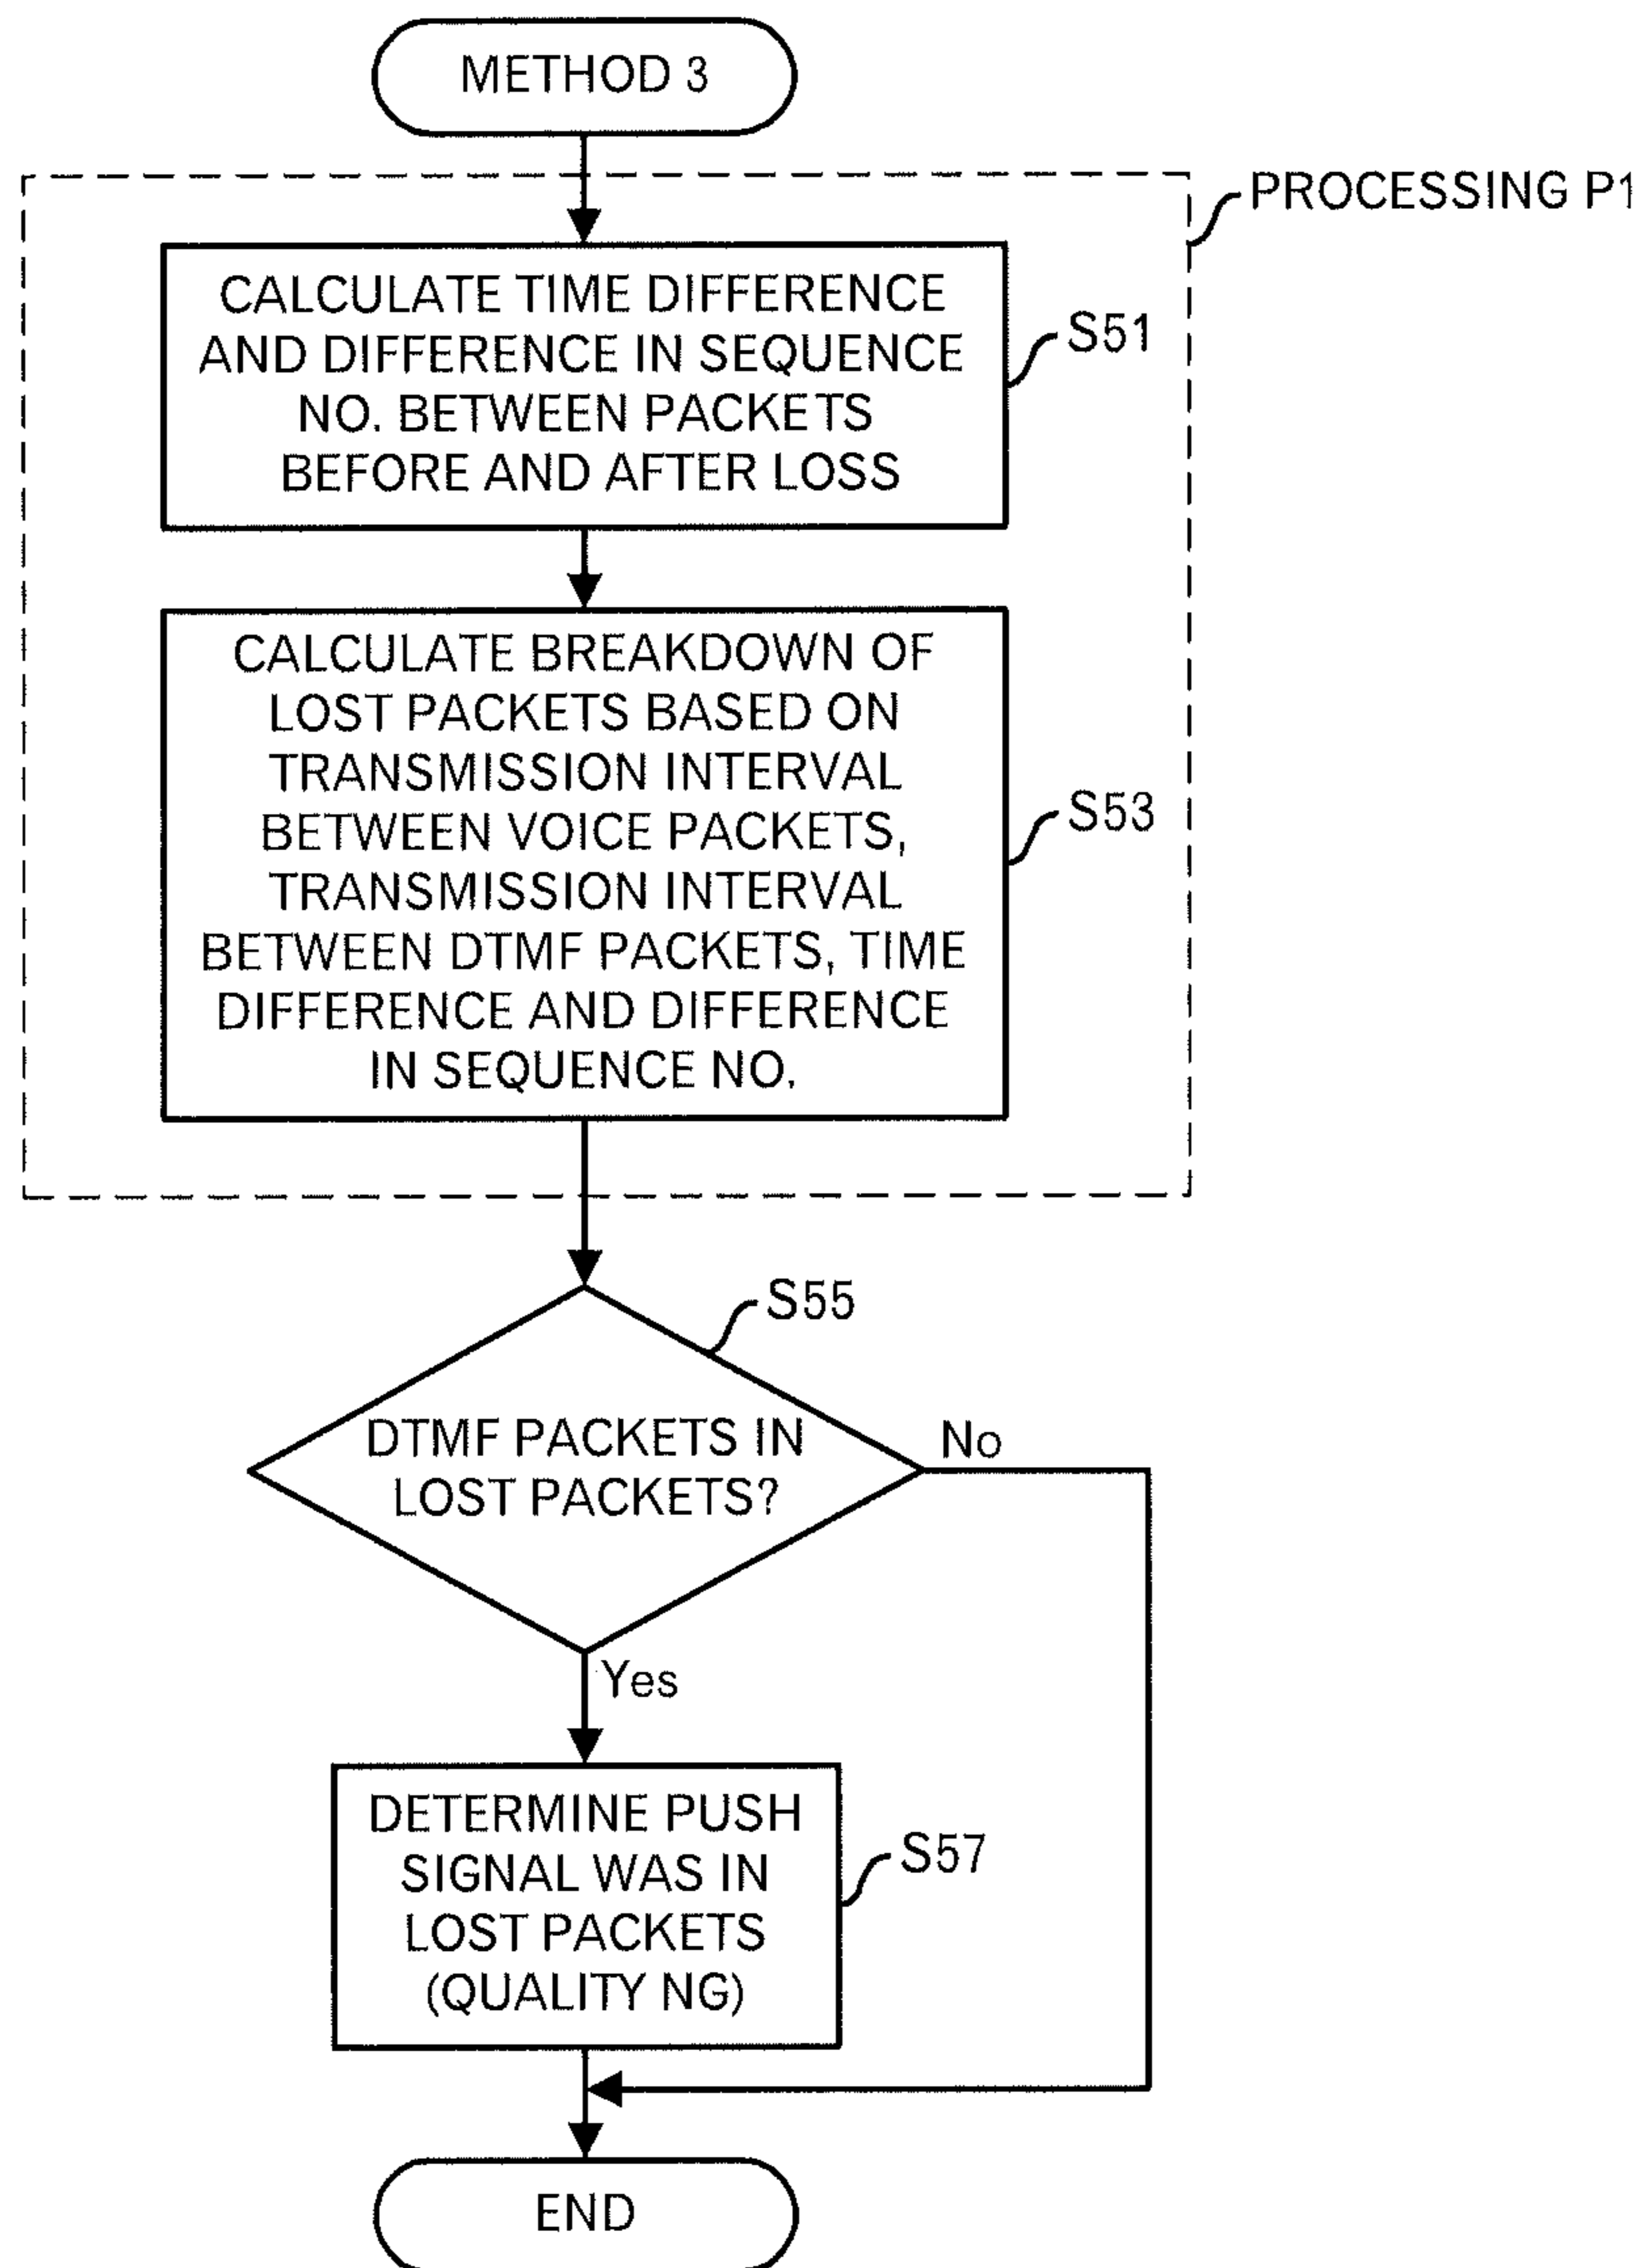 METHOD 3
PROCESSING P1
CALCULATE TIME DIFFERENCE
AND DIFFERENCE IN SEQUENCE
NO. BETWEEN PACKETS
BEFORE AND AFTER LOSS
S51
CALCULATE BREAKDOWN OF
LOST PACKETS BASED ON
TRANSMISSION INTERVAL
BETWEEN VOICE PACKETS,
TRANSMISSION INTERVAL
BETWEEN DTMF PACKETS, TIME
DIFFERENCE AND DIFFERENCE
IN SEQUENCE NO.
S53
S55
DTMF PACKETS IN
LOST PACKETS?
No
Yes
DETERMINE PUSH
SIGNAL WAS IN
LOST PACKETS
(QUALITY NG)
S57
END